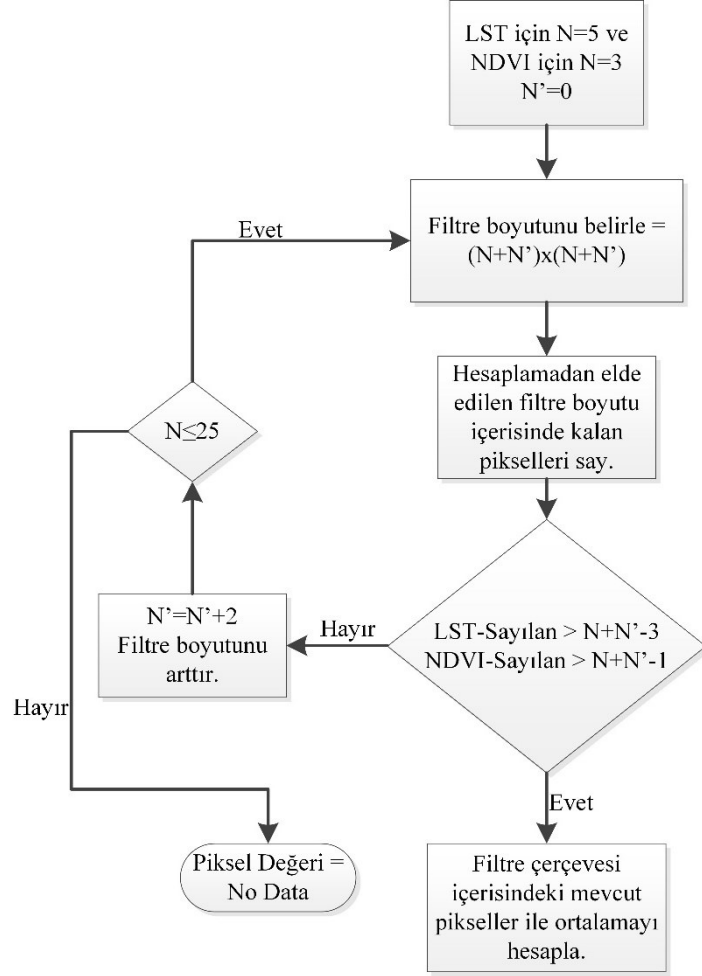 LST için N=5 ve
NDVI için N=3
N’=0
Evet
Filtre boyutunu belirle =
(N+N’)x(N+N’)
Hesaplamadan elde
edilen filtre boyutu
içerisinde kalan
pikselleri say.
N≤25
N’=N’+2
Filtre boyutunu
arttır.
Hayır
LST-Sayılan > N+N’-3
NDVI-Sayılan > N+N’-1
Hayır
Evet
Piksel Değeri =
No Data
Filtre çerçevesi
içerisindeki mevcut
pikseller ile ortalamayı
hesapla.